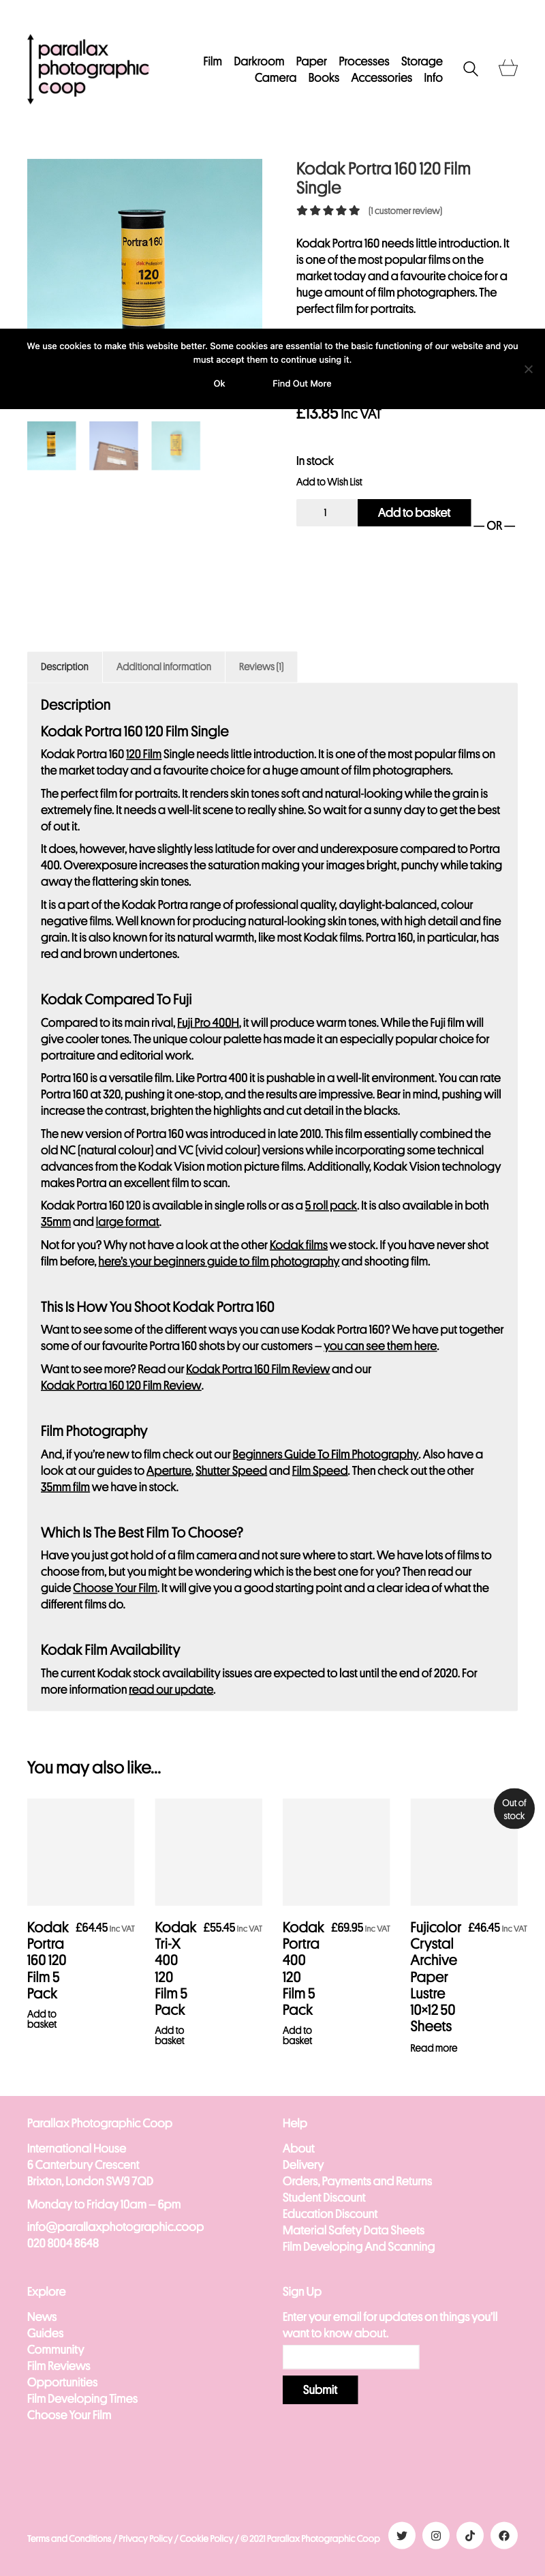 parallax
photographic
coop
Film Darkroom Paper Processes Storage
Camera Books Accessories Info
Kodak Portra 160 120 Film
Single
(1 customer review)
Portra 160
120
Kodak Portra 160 needs little introduction. It
is one of the most popular films on the
market today and a favourite choice for a
huge amount of film photographers. The
perfect film for portraits.
We use cookies to make this website better. Some cookies are essential to the basic functioning of our website and you
must accept them to continue using it.
Ok Find Out More
£13.85 Inc VAT
In stock
Add to Wish List
1 Add to basket
— OR —
Description Additional information Reviews (1)
Description
Kodak Portra 160 120 Film Single
Kodak Portra 160 120 Film Single needs little introduction. It is one of the most popular films on
the market today and a favourite choice for a huge amount of film photographers.
The perfect film for portraits. It renders skin tones soft and natural-looking while the grain is
extremely fine. It needs a well-lit scene to really shine. So wait for a sunny day to get the best
of out it.
It does, however, have slightly less latitude for over and underexposure compared to Portra
400. Overexposure increases the saturation making your images bright, punchy while taking
away the flattering skin tones.
It is a part of the Kodak Portra range of professional quality, daylight-balanced, colour
negative films. Well known for producing natural-looking skin tones, with high detail and fine
grain. It is also known for its natural warmth, like most Kodak films. Portra 160, in particular, has
red and brown undertones.
Kodak Compared To Fuji
Compared to its main rival, Fuji Pro 400H, it will produce warm tones. While the Fuji film will
give cooler tones. The unique colour palette has made it an especially popular choice for
portraiture and editorial work.
Portra 160 is a versatile film. Like Portra 400 it is pushable in a well-lit environment. You can rate
Portra 160 at 320, pushing it one-stop, and the results are impressive. Bear in mind, pushing will
increase the contrast, brighten the highlights and cut detail in the blacks.
The new version of Portra 160 was introduced in late 2010. This film essentially combined the
old NC (natural colour) and VC (vivid colour) versions while incorporating some technical
advances from the Kodak Vision motion picture films. Additionally, Kodak Vision technology
makes Portra an excellent film to scan.
Kodak Portra 160 120 is available in single rolls or as a 5 roll pack. It is also available in both
35mm and large format.
Not for you? Why not have a look at the other Kodak films we stock. If you have never shot
film before, here's your beginners guide to film photography and shooting film.
This Is How You Shoot Kodak Portra 160
Want to see some of the different ways you can use Kodak Portra 160? We have put together
some of our favourite Portra 160 shots by our customers – you can see them here.
Want to see more? Read our Kodak Portra 160 Film Review and our
Kodak Portra 160 120 Film Review.
Film Photography
And, if you're new to film check out our Beginners Guide To Film Photography. Also have a
look at our guides to Aperture, Shutter Speed and Film Speed. Then check out the other
35mm film we have in stock.
Which Is The Best Film To Choose?
Have you just got hold of a film camera and not sure where to start. We have lots of films to
choose from, but you might be wondering which is the best one for you? Then read our
guide Choose Your Film. It will give you a good starting point and a clear idea of what the
different films do.
Kodak Film Availability
The current Kodak stock availability issues are expected to last until the end of 2020. For
more information read our update.
You may also like…
Out of
stock
Kodak
Portra
160 120
Film 5
Pack
£64.45 Inc VAT
Add to
basket
Kodak
Tri-X
400
120
Film 5
Pack
£55.45 Inc VAT
Add to
basket
Kodak
Portra
400
120
Film 5
Pack
£69.95 Inc VAT
Add to
basket
Fujicolor
Crystal
Archive
Paper
Lustre
10×12 50
Sheets
£46.45 Inc VAT
Read more
Parallax Photographic Coop
International House
6 Canterbury Crescent
Brixton, London SW9 7QD
Monday to Friday 10am – 6pm
info@parallaxphotographic.coop
020 8004 8648
Help
About
Delivery
Orders, Payments and Returns
Student Discount
Education Discount
Material Safety Data Sheets
Film Developing And Scanning
Explore
News
Guides
Community
Film Reviews
Opportunities
Film Developing Times
Choose Your Film
Sign Up
Enter your email for updates on things you'll
want to know about.
Submit
Terms and Conditions / Privacy Policy / Cookie Policy / © 2021 Parallax Photographic Coop